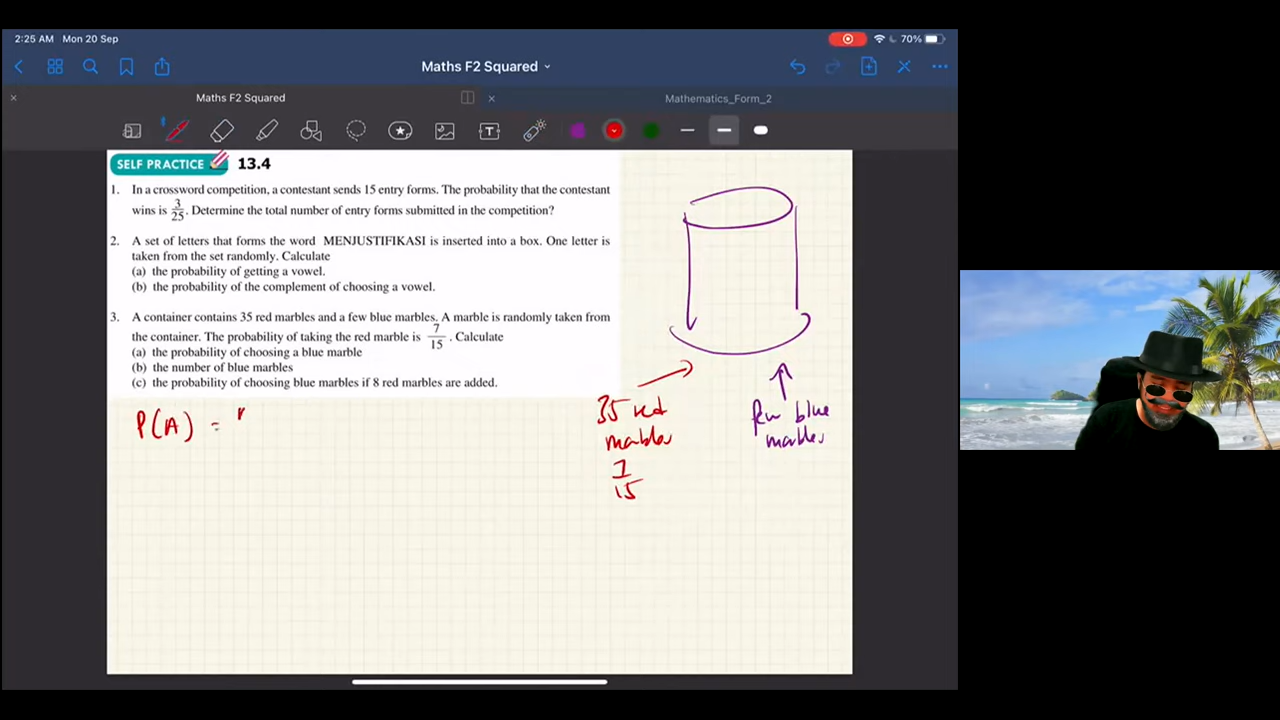 2:25 AM Mon 20 Sep
70%
Maths F2 Squared
Maths F2 Squared
Mathematics_Form_2
SELF PRACTICE 13.4
1. In a crossword competition, a contestant sends 15 entry forms. The probability that the contestant
wins is 3/25. Determine the total number of entry forms submitted in the competition?
2. A set of letters that forms the word MENJUSTIFIKASI is inserted into a box. One letter is
taken from the set randomly. Calculate
(a) the probability of getting a vowel.
(b) the probability of the complement of choosing a vowel.
3. A container contains 35 red marbles and a few blue marbles. A marble is randomly taken from
the container. The probability of taking the red marble is 7/15. Calculate
(a) the probability of choosing a blue marble
(b) the number of blue marbles
(c) the probability of choosing blue marbles if 8 red marbles are added.
P(A) =
35 red
marbles
7/15
few blue
marbles